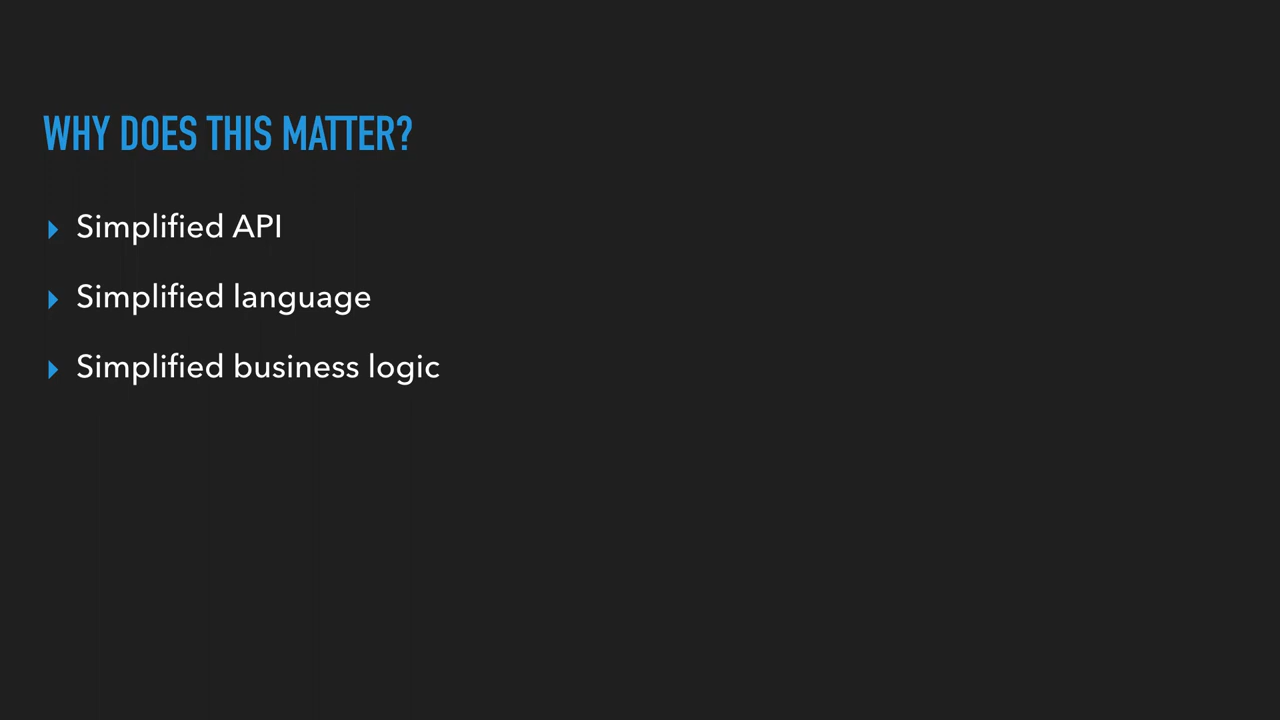 WHY DOES THIS MATTER?
Simplified API
Simplified language
Simplified business logic